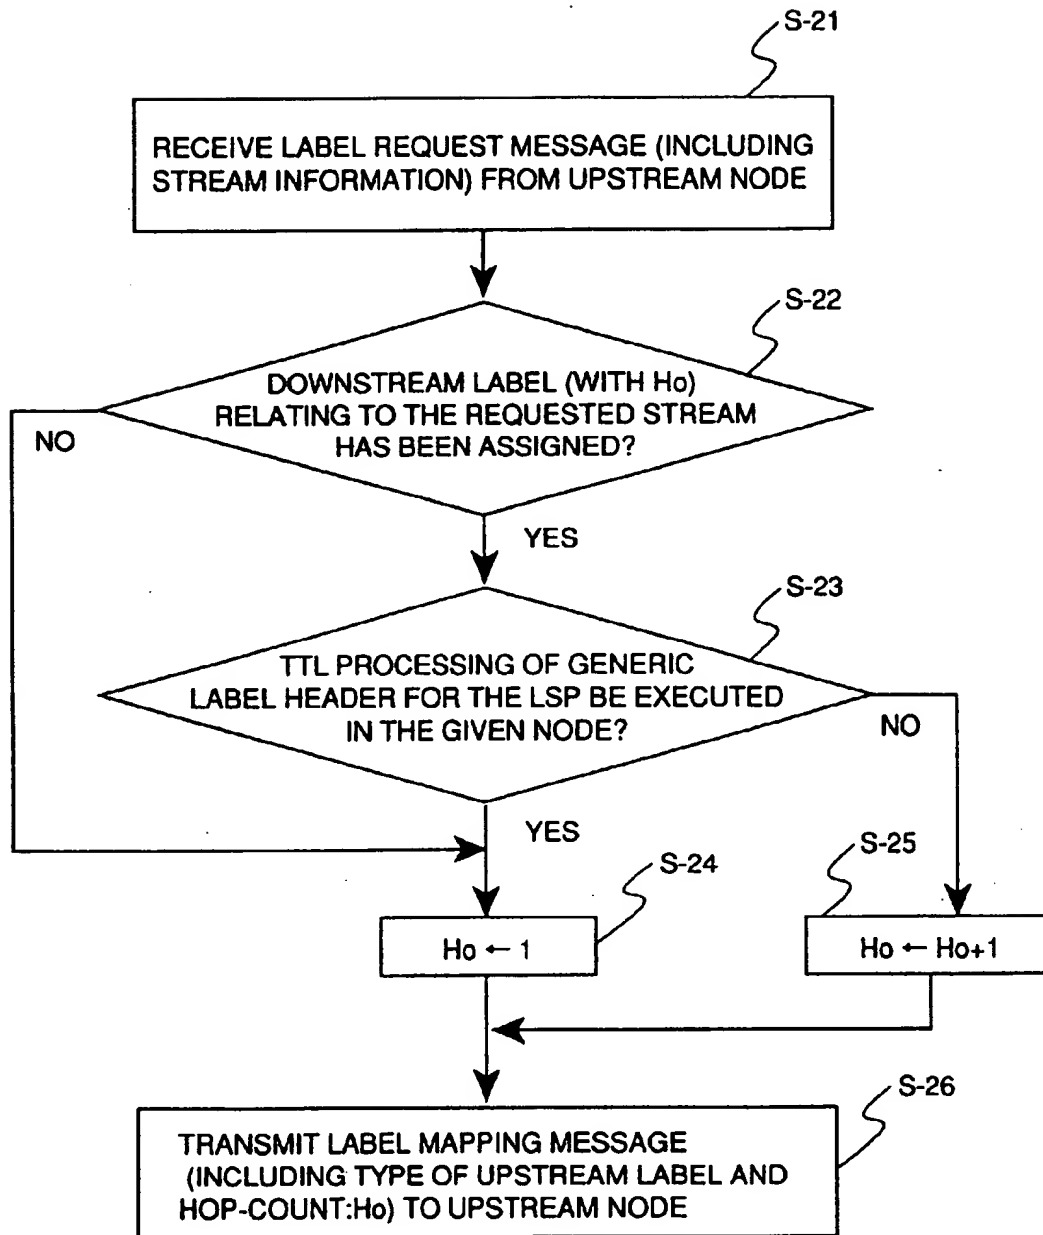 S-21
RECEIVE LABEL REQUEST MESSAGE (INCLUDING
STREAM INFORMATION) FROM UPSTREAM NODE
S-22
DOWNSTREAM LABEL (WITH Ho)
RELATING TO THE REQUESTED STREAM
HAS BEEN ASSIGNED?
NO
YES
S-23
TTL PROCESSING OF GENERIC
LABEL HEADER FOR THE LSP BE EXECUTED
IN THE GIVEN NODE?
NO
YES
S-24
Ho ← 1
S-25
Ho ← Ho+1
S-26
TRANSMIT LABEL MAPPING MESSAGE
(INCLUDING TYPE OF UPSTREAM LABEL AND
HOP-COUNT:Ho) TO UPSTREAM NODE